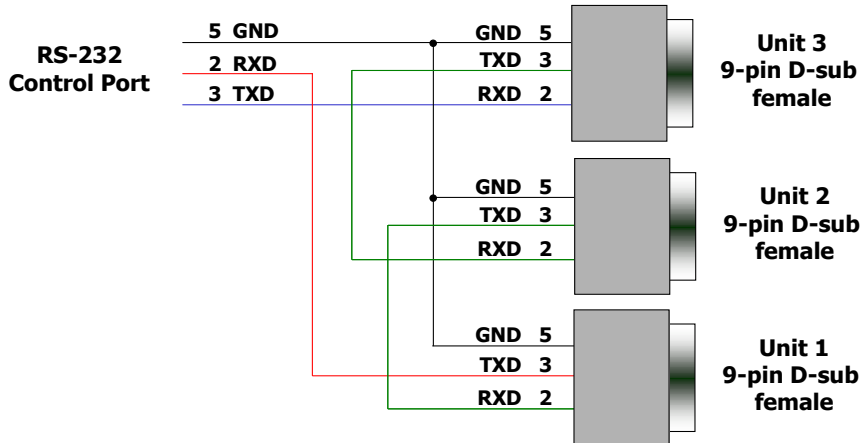 RS-232
Control Port
5 GND
2 RXD
3 TXD
GND 5
TXD 3
RXD 2
Unit 3
9-pin D-sub
female
GND 5
TXD 3
RXD 2
Unit 2
9-pin D-sub
female
GND 5
TXD 3
RXD 2
Unit 1
9-pin D-sub
female